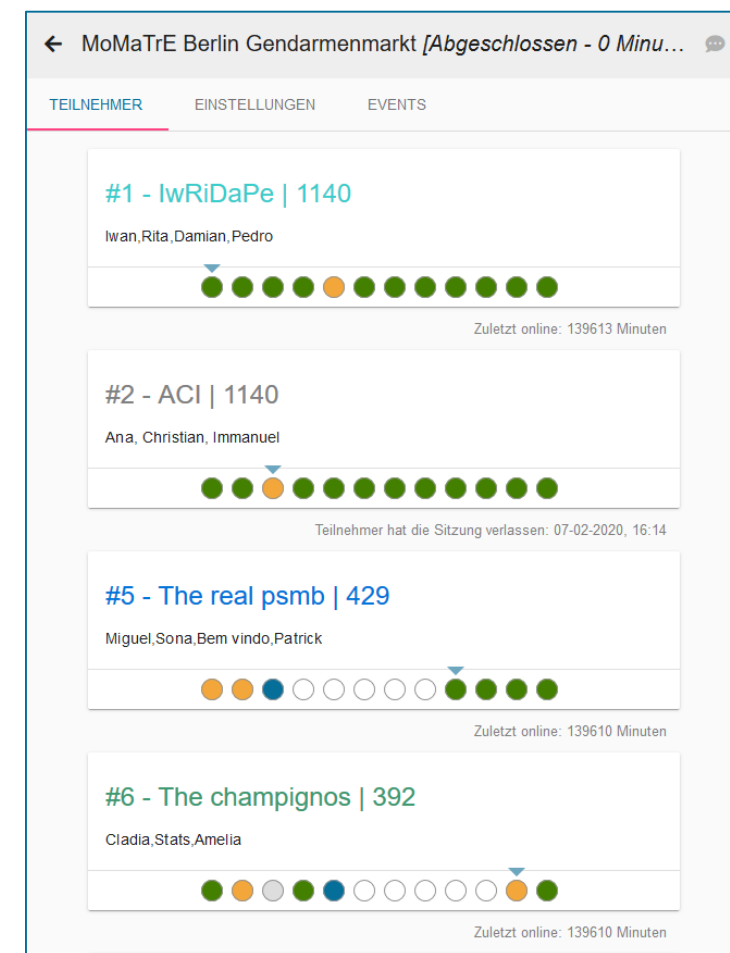 MoMaTrE Berlin Gendarmenmarkt [Abgeschlossen - 0 Minu...
TEILNEHMER EINSTELLUNGEN EVENTS
#1 - IwRiDaPe | 1140
Iwan,Rita,Damian,Pedro
Zuletzt online: 139613 Minuten
#2 - ACI | 1140
Ana, Christian, Immanuel
Teilnehmer hat die Sitzung verlassen: 07-02-2020, 16:14
#5 - The real psmb | 429
Miguel,Sona,Bem vindo,Patrick
Zuletzt online: 139610 Minuten
#6 - The champignos | 392
Cladia,Stats,Amelia
Zuletzt online: 139610 Minuten